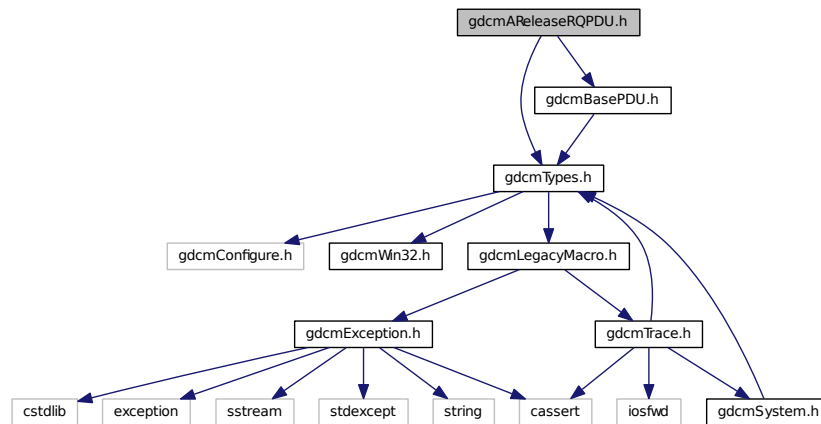 gdcmAReleaseRQPDU.h
gdcmBasePDU.h
gdcmTypes.h
gdcmConfigure.h
gdcmWin32.h
gdcmLegacyMacro.h
gdcmException.h
gdcmTrace.h
cstdlib
exception
sstream
stdexcept
string
cassert
iosfwd
gdcmSystem.h